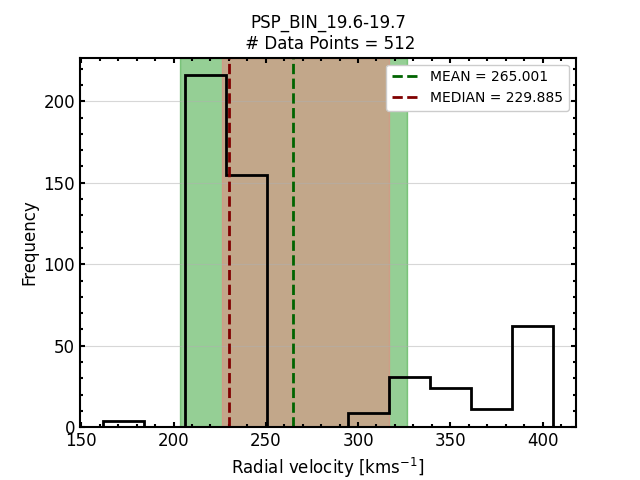 PSP_BIN_19.6-19.7
# Data Points = 512
MEAN = 265.001
MEDIAN = 229.885
200
150
100
50
0
Frequency
150 200 250 300 350 400
Radial velocity [kms⁻¹]